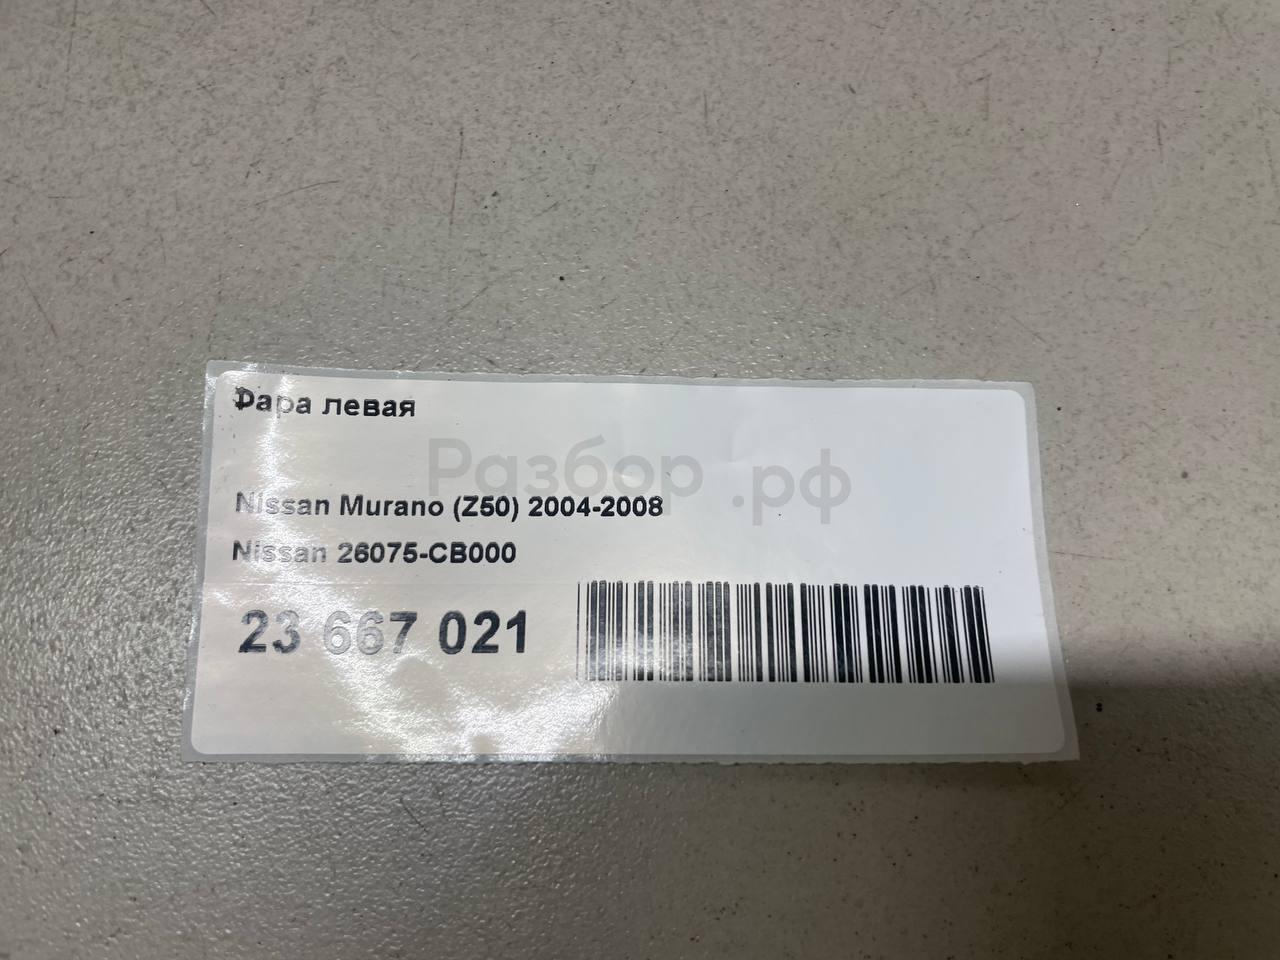 Фара левая
Разбор.рф
Nissan Murano (Z50) 2004-2008
Nissan 26075-CB000
23 667 021